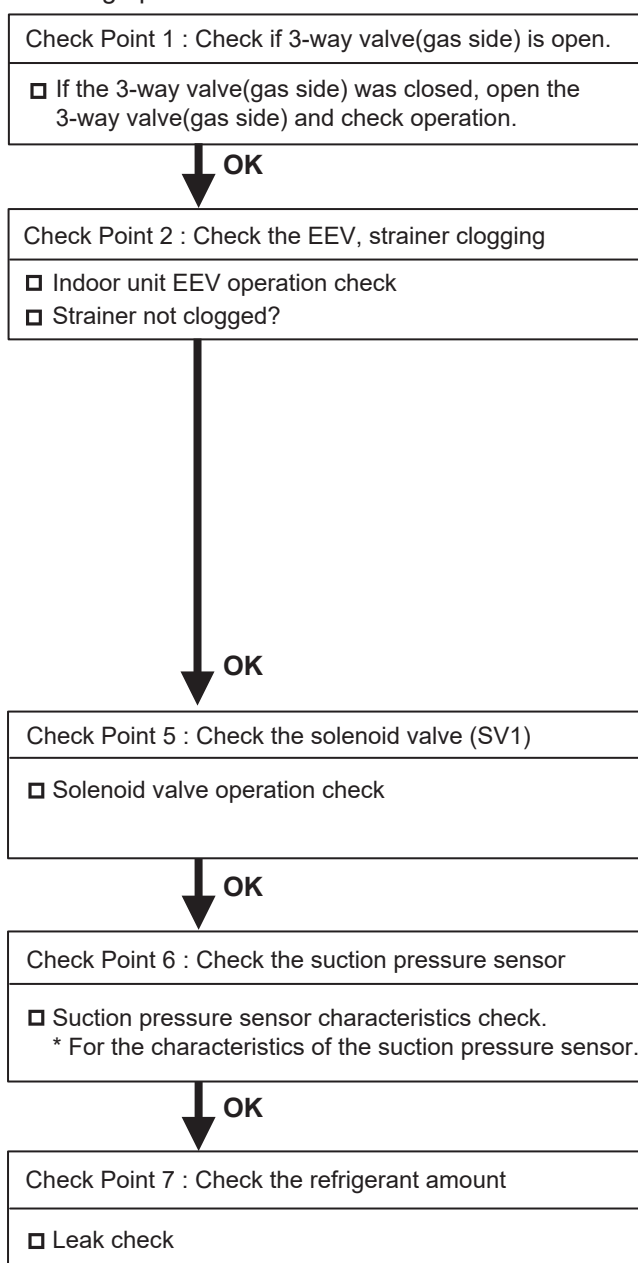 Check Point 1 : Check if 3-way valve(gas side) is open.
If the 3-way valve(gas side) was closed, open the
3-way valve(gas side) and check operation.
OK
Check Point 2 : Check the EEV, strainer clogging
Indoor unit EEV operation check
Strainer not clogged?
OK
Check Point 5 : Check the solenoid valve (SV1)
Solenoid valve operation check
OK
Check Point 6 : Check the suction pressure sensor
Suction pressure sensor characteristics check.
* For the characteristics of the suction pressure sensor.
OK
Check Point 7 : Check the refrigerant amount
Leak check